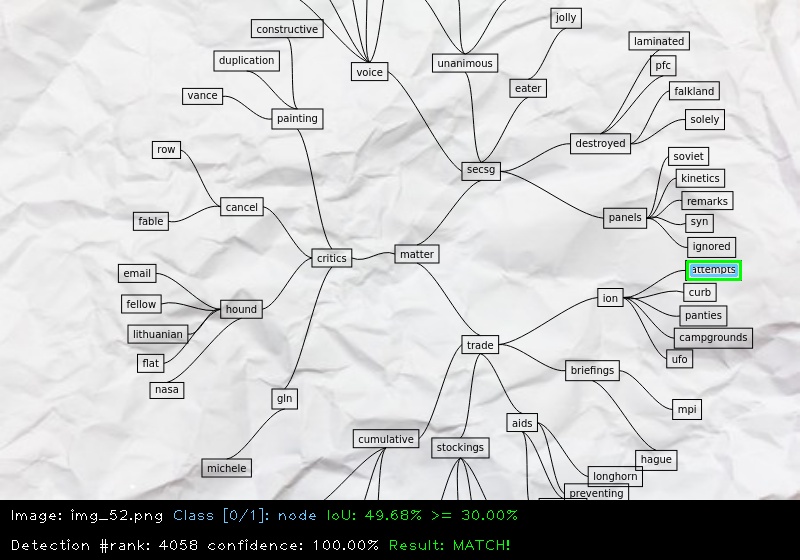 jolly
constructive
laminated
duplication
unanimous
pfc
voice
eater
falkland
vance
painting
solely
destroyed
row
soviet
secsg
kinetics
remarks
cancel
fable
panels
syn
ignored
critics
matter
email
attempts
curb
fellow
hound
ion
panties
lithuanian
campgrounds
trade
ufo
flat
briefings
nasa
gln
mpi
aids
cumulative
stockings
hague
michele
longhorn
preventing
Image: img_52.png Class [0/1]: node IoU: 49.68% >= 30.00%
Detection #rank: 4058 confidence: 100.00% Result: MATCH!